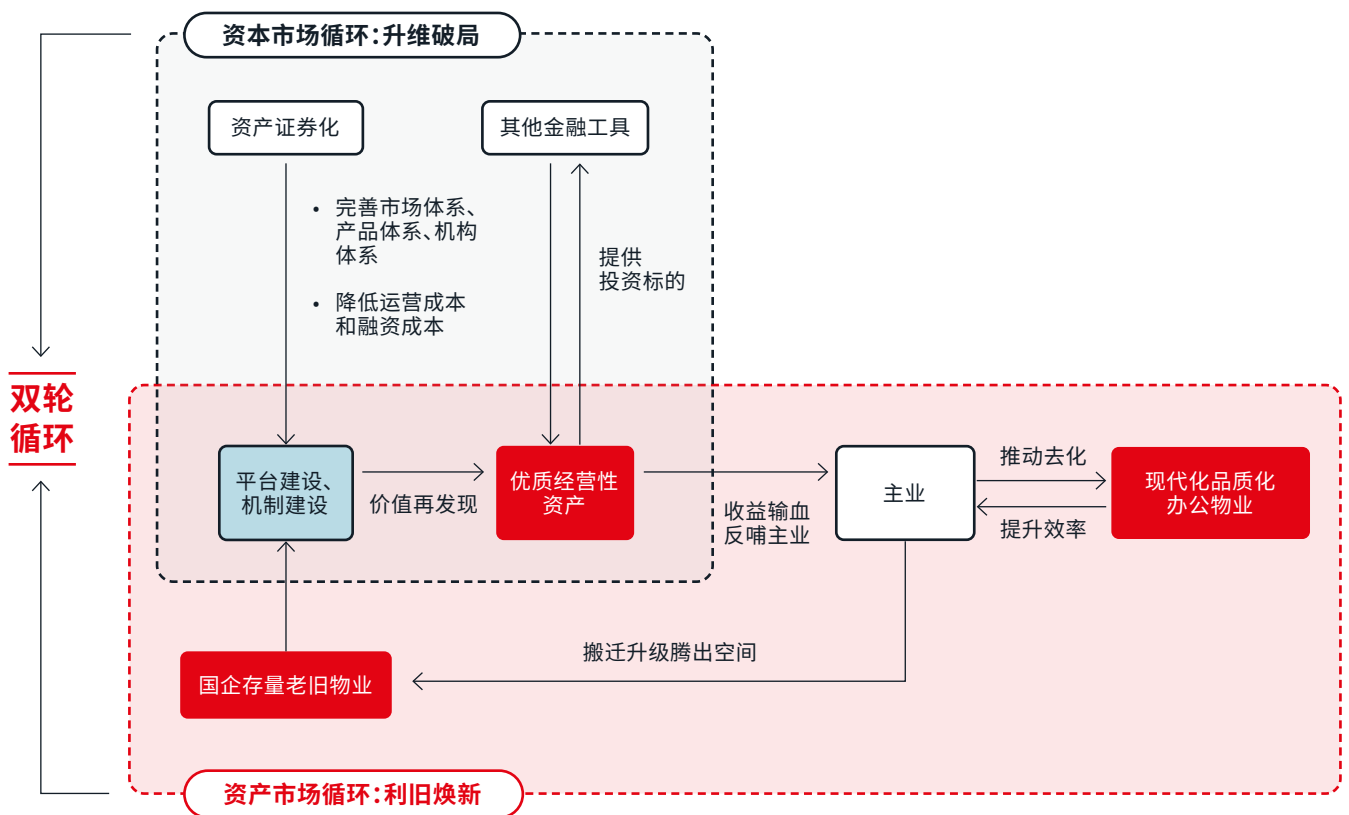 资本市场循环：升维破局
资产证券化
其他金融工具
• 完善市场体系、
产品体系、机构
体系
• 降低运营成本
和融资成本
提供
投资标的
双轮
循环
平台建设、
机制建设
价值再发现
优质经营性
资产
收益输血
反哺主业
主业
推动去化
提升效率
现代化品质化
办公物业
搬迁升级腾出空间
国企存量老旧物业
资产市场循环：利旧焕新